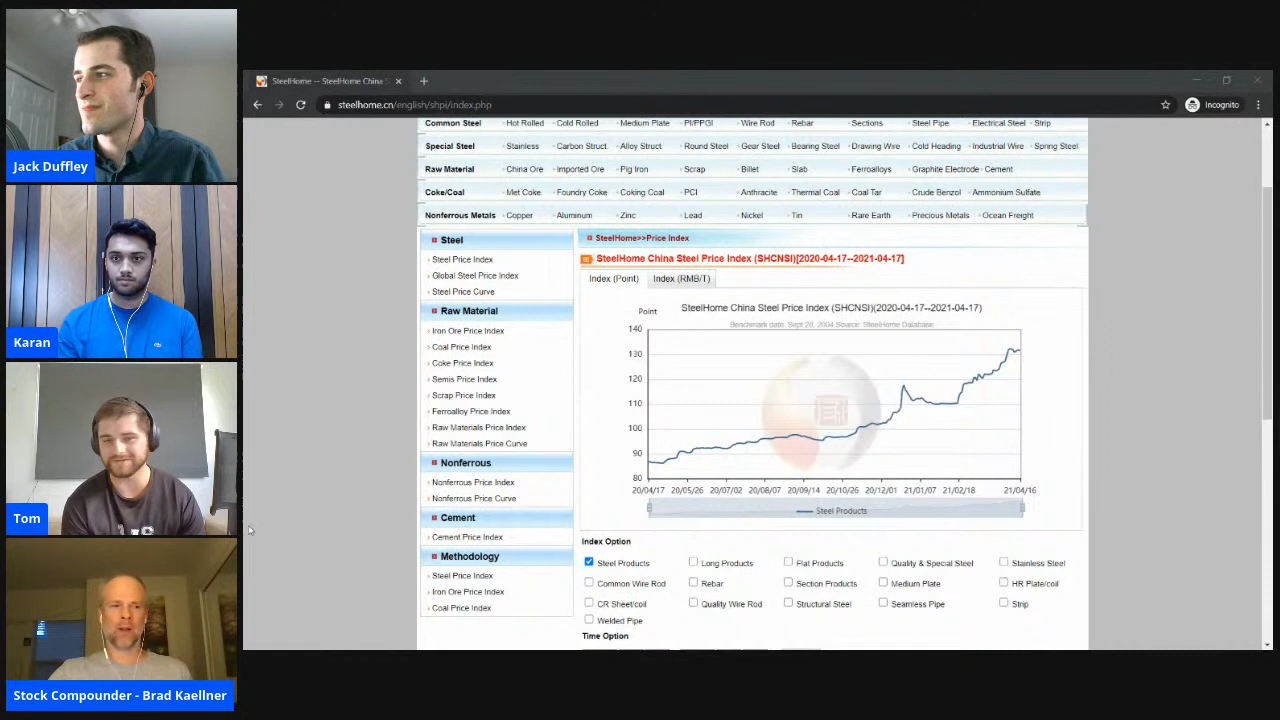 Jack Duffley
Karan
Tom
Stock Compounder - Brad Kaellner
SteelHome -- SteelHome China S
steelhome.cn/english/shpi/index.php
Incognito
Common Steel Hot Rolled Cold Rolled Medium Plate PI/PPGI Wire Rod Rebar Sections Steel Pipe Electrical Steel Strip
Special Steel Stainless Carbon Struct. Alloy Struct. Round Steel Gear Steel Bearing Steel Drawing Wire Cold Heading Industrial Wire Spring Steel
Raw Material China Ore Imported Ore Pig Iron Scrap Billet Slab Ferroalloys Graphite Electrode Cement
Coke/Coal Met Coke Foundry Coke Coking Coal PCI Anthracite Thermal Coal Coal Tar Crude Benzol Ammonium Sulfate
Nonferrous Metals Copper Aluminum Zinc Lead Nickel Tin Rare Earth Precious Metals Ocean Freight
Steel
Steel Price Index
Global Steel Price Index
Steel Price Curve
Raw Material
Iron Ore Price Index
Coal Price Index
Coke Price Index
Semis Price Index
Scrap Price Index
Ferroalloy Price Index
Raw Materials Price Index
Raw Materials Price Curve
Nonferrous
Nonferrous Price Index
Nonferrous Price Curve
Cement
Cement Price Index
Methodology
Steel Price Index
Iron Ore Price Index
Coal Price Index
SteelHome>>Price Index
SteelHome China Steel Price Index (SHCNSI)[2020-04-17--2021-04-17]
Index (Point) Index (RMB/T)
SteelHome China Steel Price Index (SHCNSI)(2020-04-17--2021-04-17)
Point
Benchmark date: Sept 28, 2004 Source: SteelHome Database
140
130
120
110
100
90
80
20/04/17 20/05/26 20/07/02 20/08/07 20/09/14 20/10/26 20/12/01 21/01/07 21/02/18 21/04/16
Steel Products
Index Option
Steel Products Long Products Flat Products Quality & Special Steel Stainless Steel
Common Wire Rod Rebar Section Products Medium Plate HR Plate/coil
CR Sheet/coil Quality Wire Rod Structural Steel Seamless Pipe Strip
Welded Pipe
Time Option